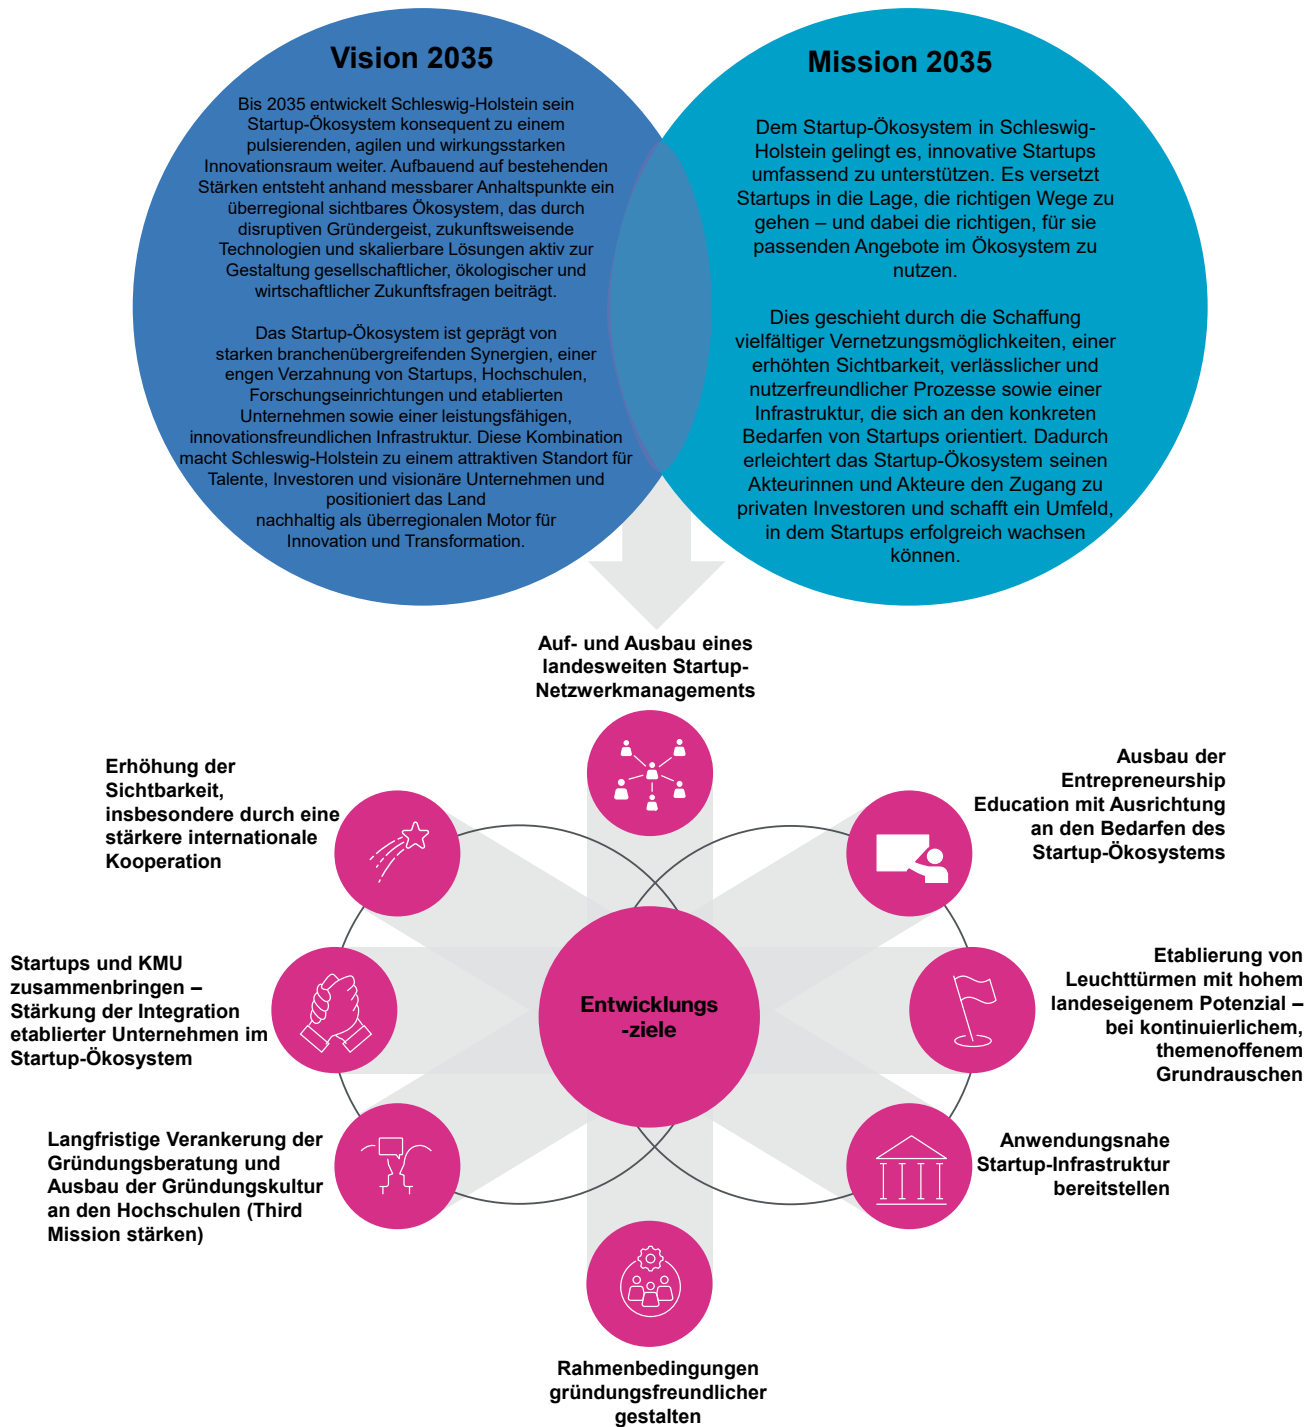 Vision 2035
Bis 2035 entwickelt Schleswig-Holstein sein
Startup-Ökosystem konsequent zu einem
pulsierenden, agilen und wirkungsstarken
Innovationsraum weiter. Aufbauend auf bestehenden
Stärken entsteht anhand messbarer Anhaltspunkte ein
überregional sichtbares Ökosystem, das durch
disruptiven Gründergeist, zukunftsweisende
Technologien und skalierbare Lösungen aktiv zur
Gestaltung gesellschaftlicher, ökologischer und
wirtschaftlicher Zukunftsfragen beiträgt.
Das Startup-Ökosystem ist geprägt von
starken branchenübergreifenden Synergien, einer
engen Verzahnung von Startups, Hochschulen,
Forschungseinrichtungen und etablierten
Unternehmen sowie einer leistungsfähigen,
innovationsfreundlichen Infrastruktur. Diese Kombination
macht Schleswig-Holstein zu einem attraktiven Standort für
Talente, Investoren und visionäre Unternehmen und
positioniert das Land
nachhaltig als überregionalen Motor für
Innovation und Transformation.
Mission 2035
Dem Startup-Ökosystem in Schleswig-
Holstein gelingt es, innovative Startups
umfassend zu unterstützen. Es versetzt
Startups in die Lage, die richtigen Wege zu
gehen – und dabei die richtigen, für sie
passenden Angebote im Ökosystem zu
nutzen.
Dies geschieht durch die Schaffung
vielfältiger Vernetzungsmöglichkeiten, einer
erhöhten Sichtbarkeit, verlässlicher und
nutzerfreundlicher Prozesse sowie einer
Infrastruktur, die sich an den konkreten
Bedarfen von Startups orientiert. Dadurch
erleichtert das Startup-Ökosystem seinen
Akteurinnen und Akteure den Zugang zu
privaten Investoren und schafft ein Umfeld,
in dem Startups erfolgreich wachsen
können.
Auf- und Ausbau eines
landesweiten Startup-
Netzwerkmanagements
Erhöhung der
Sichtbarkeit,
insbesondere durch eine
stärkere internationale
Kooperation
Ausbau der
Entrepreneurship
Education mit Ausrichtung
an den Bedarfen des
Startup-Ökosystems
Startups und KMU
zusammenbringen –
Stärkung der Integration
etablierter Unternehmen im
Startup-Ökosystem
Entwicklungs
-ziele
Etablierung von
Leuchttürmen mit hohem
landeseigenem Potenzial –
bei kontinuierlichem,
themenoffenem
Grundrauschen
Langfristige Verankerung der
Gründungsberatung und
Ausbau der Gründungskultur
an den Hochschulen (Third
Mission stärken)
Anwendungsnahe
Startup-Infrastruktur
bereitstellen
Rahmenbedingungen
gründungsfreundlicher
gestalten